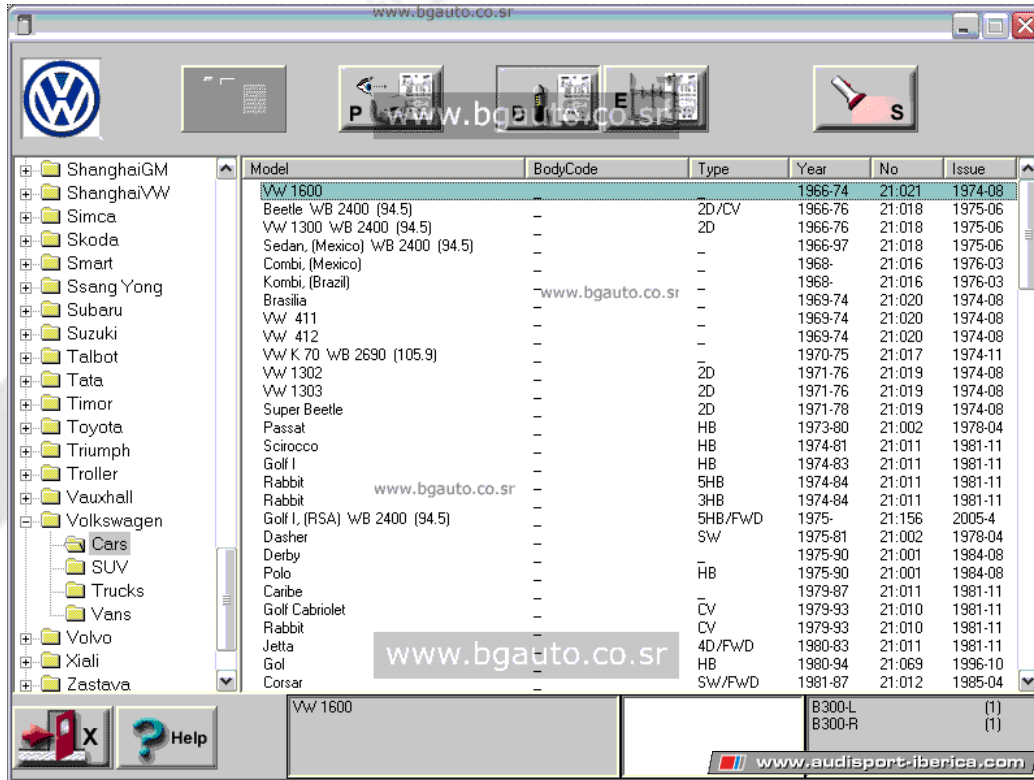 www.bgauto.co.sr
P
D
E
S
www.bgauto.co.sr
ShanghaiGM
ShanghaiVW
Simca
Skoda
Smart
Ssang Yong
Subaru
Suzuki
Talbot
Tata
Timor
Toyota
Triumph
Troller
Vauxhall
Volkswagen
Cars
SUV
Trucks
Vans
Volvo
Xiali
Zastava
Model BodyCode Type Year No Issue
VW 1600 _ _ 1966-74 21:021 1974-08
Beetle WB 2400 (94.5) _ 2D/CV 1966-76 21:018 1975-06
VW 1300 WB 2400 (94.5) _ 2D 1966-76 21:018 1975-06
Sedan, (Mexico) WB 2400 (94.5) _ _ 1966-97 21:018 1975-06
Combi, (Mexico) _ _ 1968- 21:016 1976-03
Kombi, (Brazil) _ _ 1968- 21:016 1976-03
www.bgauto.co.sr
Brasilia _ _ 1969-74 21:020 1974-08
VW 411 _ _ 1969-74 21:020 1974-08
VW 412 _ _ 1969-74 21:020 1974-08
VW K 70 WB 2690 (105.9) _ _ 1970-75 21:017 1974-11
VW 1302 _ 2D 1971-76 21:019 1974-08
VW 1303 _ 2D 1971-76 21:019 1974-08
Super Beetle _ 2D 1971-78 21:019 1974-08
Passat _ HB 1973-80 21:002 1978-04
Scirocco _ HB 1974-81 21:011 1981-11
Golf I _ HB 1974-83 21:011 1981-11
Rabbit _ 5HB 1974-84 21:011 1981-11
www.bgauto.co.sr
Rabbit _ 3HB 1974-84 21:011 1981-11
Golf I, (RSA) WB 2400 (94.5) _ 5HB/FWD 1975- 21:156 2005-4
Dasher _ SW 1975-81 21:002 1978-04
Derby _ _ 1975-90 21:001 1984-08
Polo _ HB 1975-90 21:001 1984-08
Caribe _ _ 1979-87 21:011 1981-11
Golf Cabriolet _ CV 1979-93 21:010 1981-11
Rabbit _ CV 1979-93 21:010 1981-11
Jetta _ 4D/FWD 1980-83 21:011 1981-11
www.bgauto.co.sr
Gol _ HB 1980-94 21:069 1996-10
Corsar _ SW/FWD 1981-87 21:012 1985-04
X
Help
VW 1600
B300-L (1)
B300-R (1)
www.audisport-iberica.com